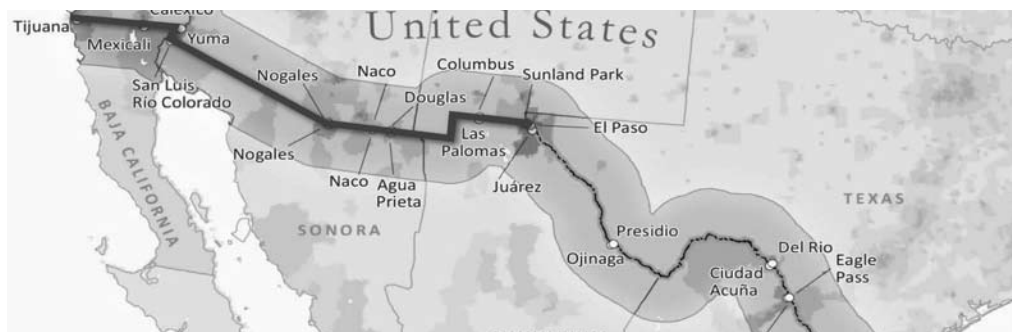 Calexico
Tijuana
United States
Mexicali
Yuma
Naco
Columbus
Sunland Park
Nogales
San Luis
Río Colorado
Douglas
El Paso
BAJA CALIFORNIA
Nogales
Las
Palomas
Naco
Agua
Prieta
Juárez
TEXAS
SONORA
Presidio
Ojinaga
Del Rio
Eagle
Pass
Ciudad
Acuña